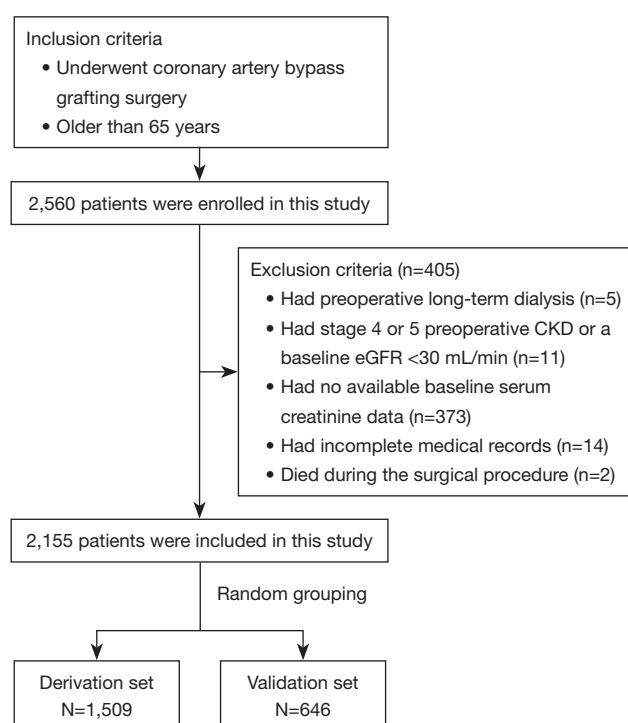 Inclusion criteria
• Underwent coronary artery bypass
grafting surgery
• Older than 65 years
2,560 patients were enrolled in this study
Exclusion criteria (n=405)
• Had preoperative long-term dialysis (n=5)
• Had stage 4 or 5 preoperative CKD or a
baseline eGFR <30 mL/min (n=11)
• Had no available baseline serum
creatinine data (n=373)
• Had incomplete medical records (n=14)
• Died during the surgical procedure (n=2)
2,155 patients were included in this study
Random grouping
Derivation set
N=1,509
Validation set
N=646